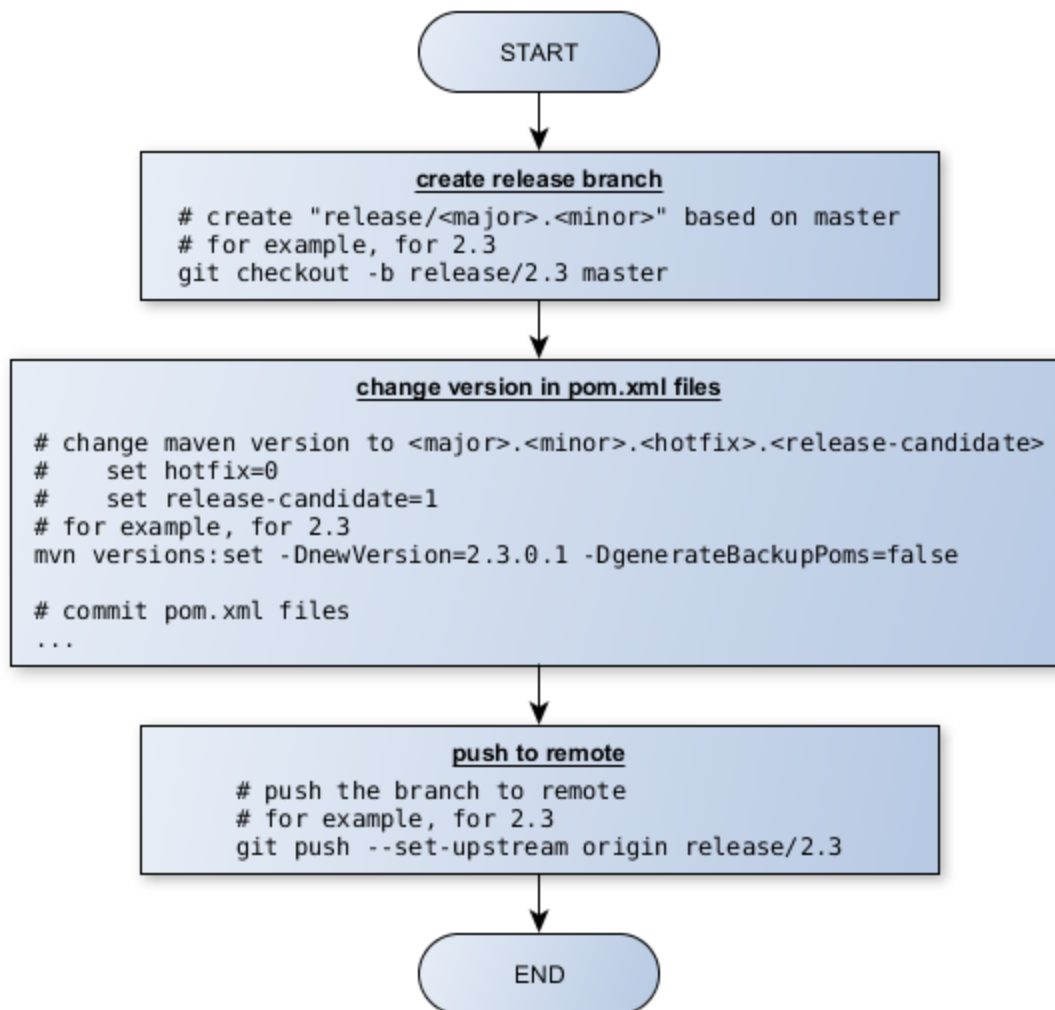 START
create release branch
# create "release/<major>.<minor>" based on master
# for example, for 2.3
git checkout -b release/2.3 master
change version in pom.xml files
# change maven version to <major>.<minor>.<hotfix>.<release-candidate>
#    set hotfix=0
#    set release-candidate=1
# for example, for 2.3
mvn versions:set -DnewVersion=2.3.0.1 -DgenerateBackupPoms=false
# commit pom.xml files
...
push to remote
# push the branch to remote
# for example, for 2.3
git push --set-upstream origin release/2.3
END